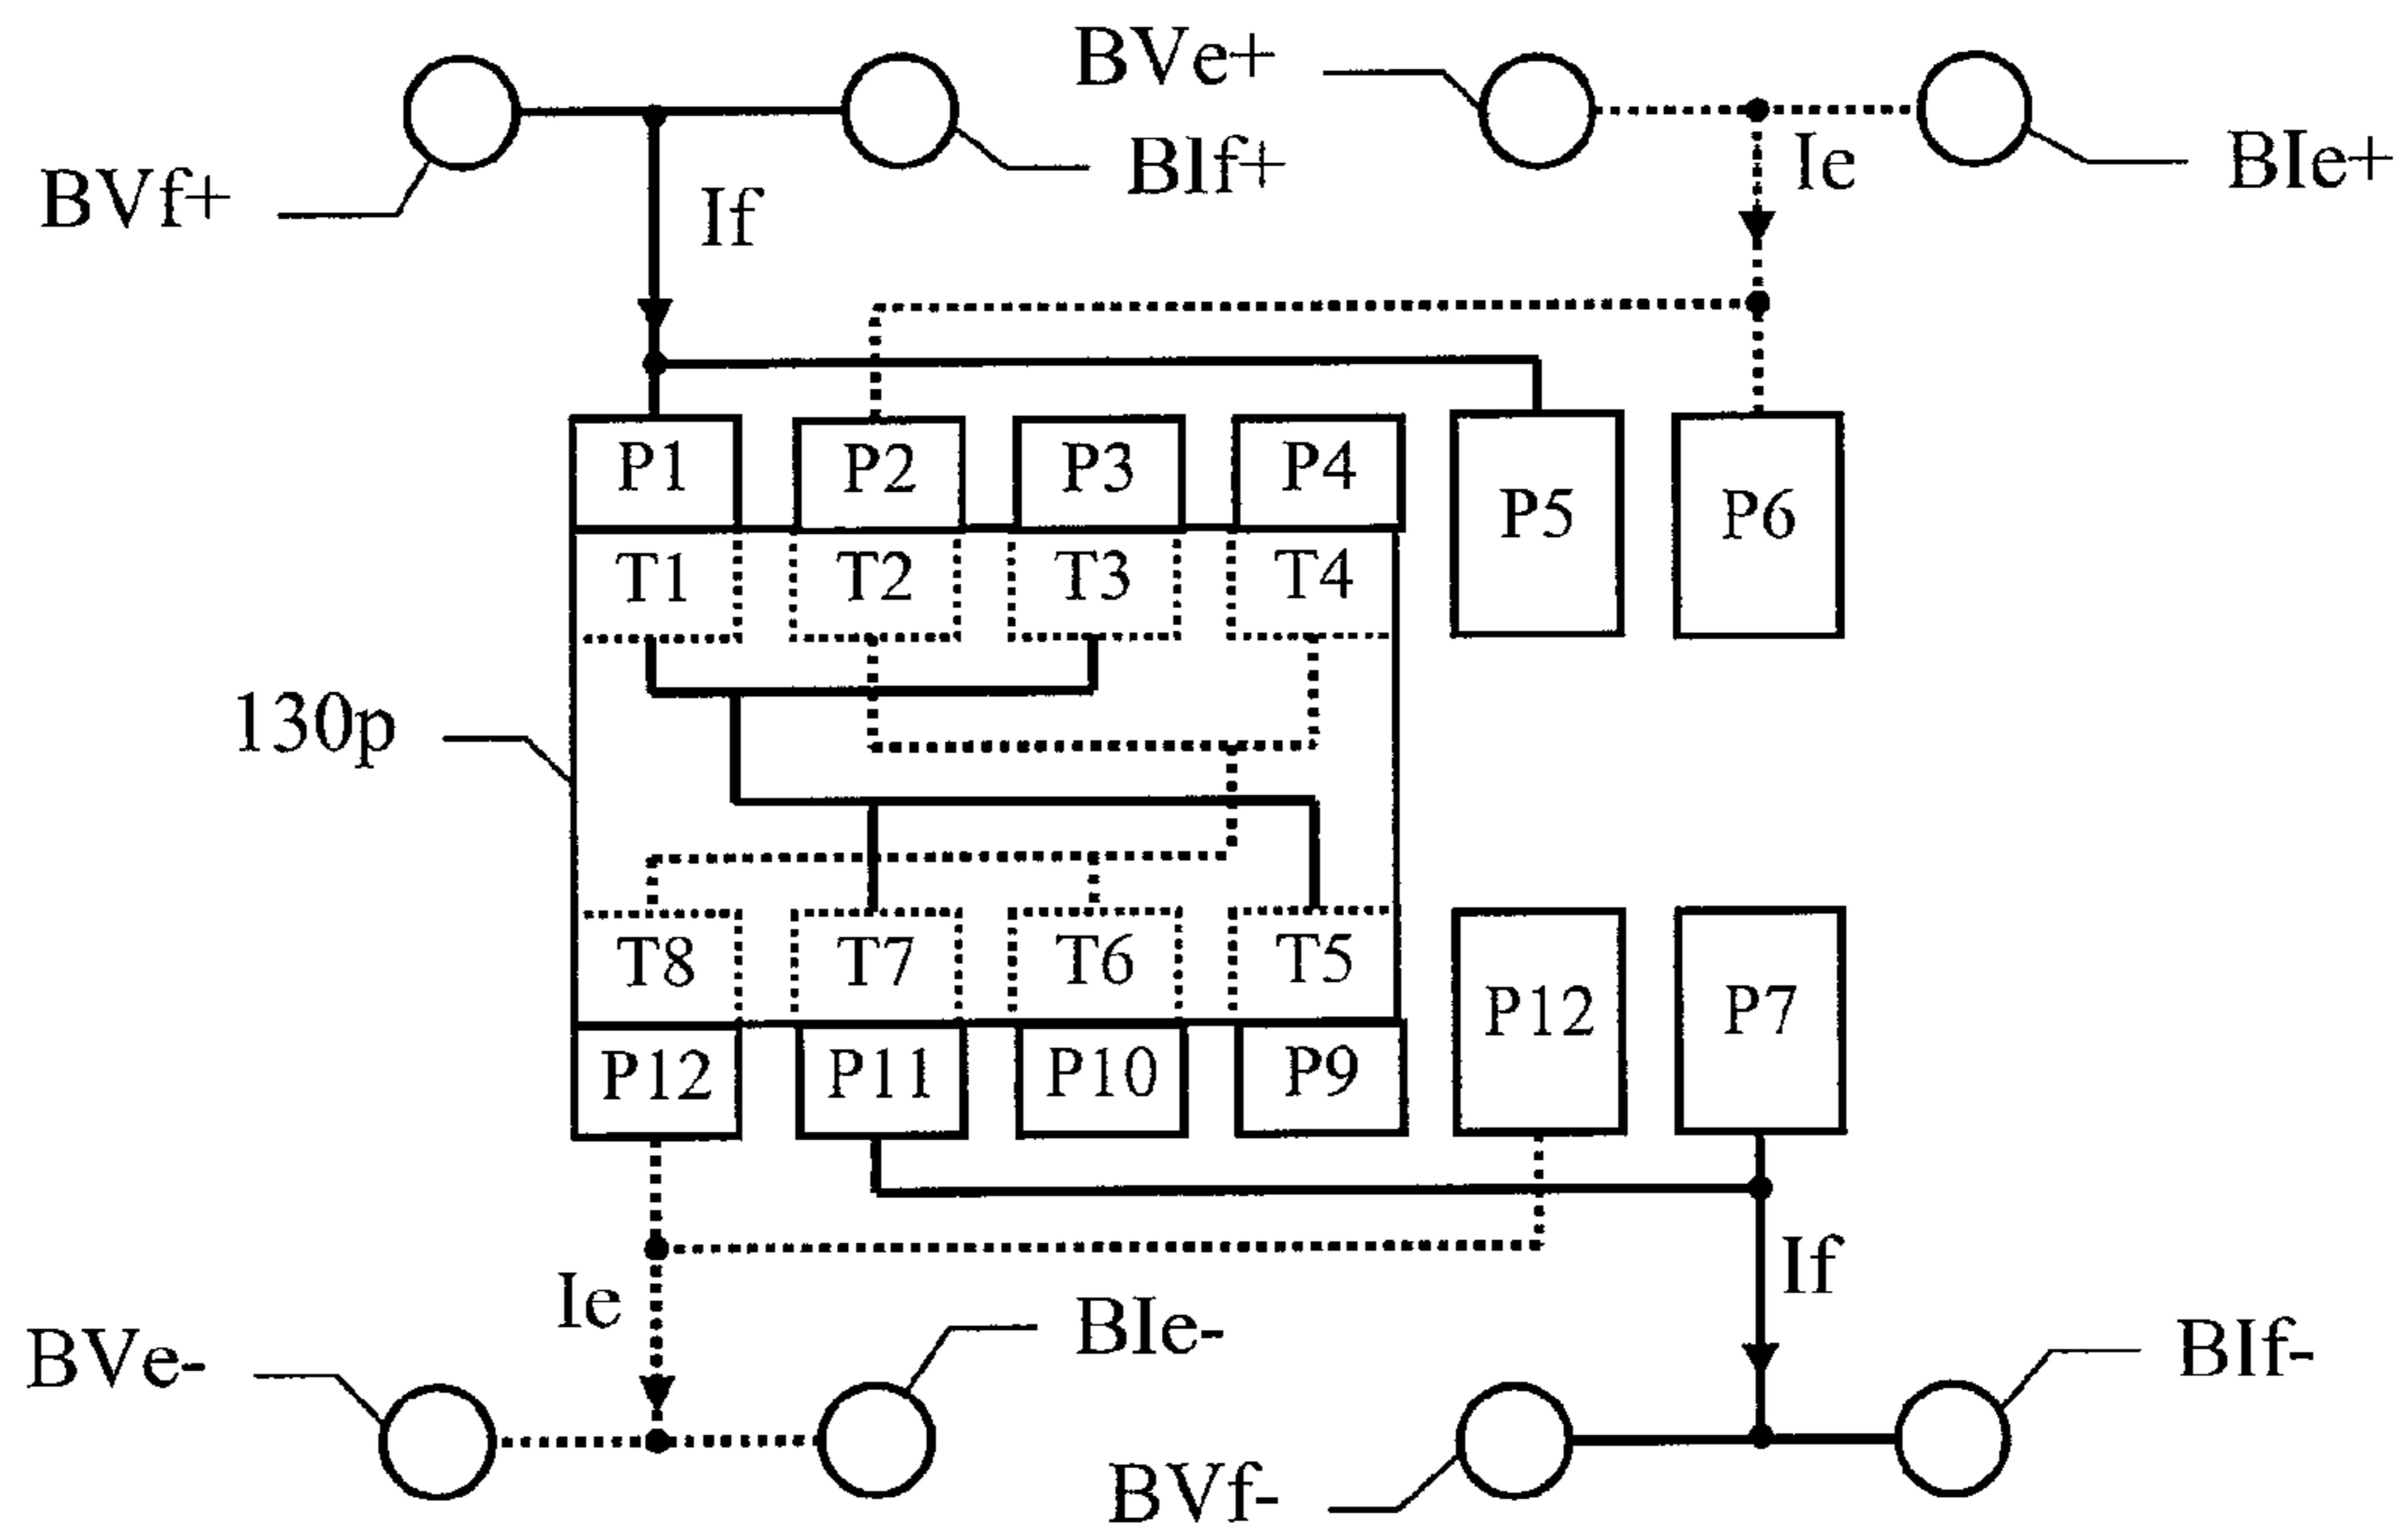 BVe+
BVf+
BIf+
Ie
BIe+
If
P1 P2 P3 P4
P5 P6
T1 T2 T3 T4
130p
T8 T7 T6 T5
P12 P7
P12 P11 P10 P9
If
Ie
BVe-
BIe-
BIf-
BVf-